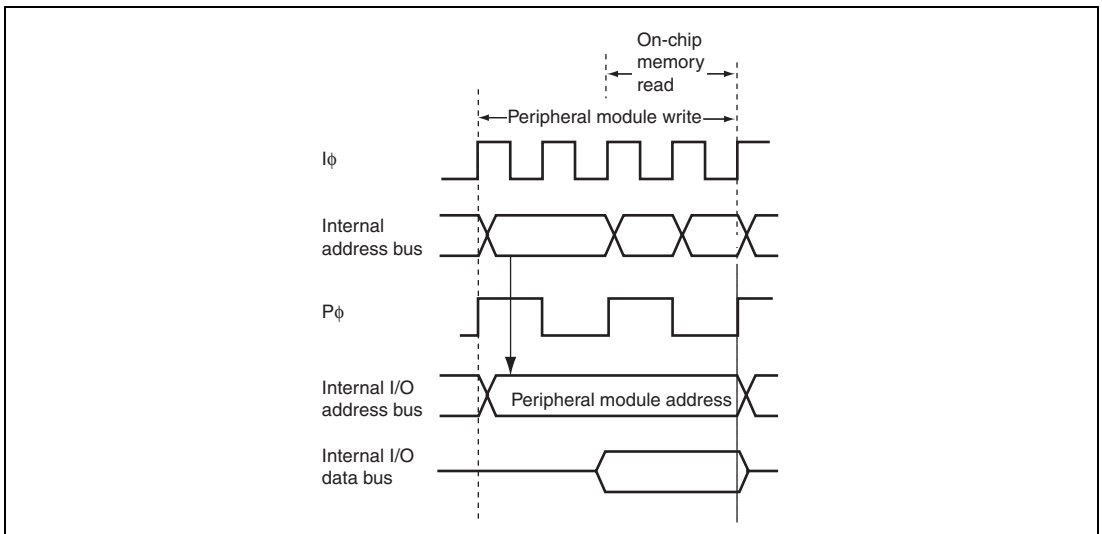 On-chip
memory
read
Peripheral module write
Iϕ
Internal
address bus
Pϕ
Internal I/O
address bus
Peripheral module address
Internal I/O
data bus